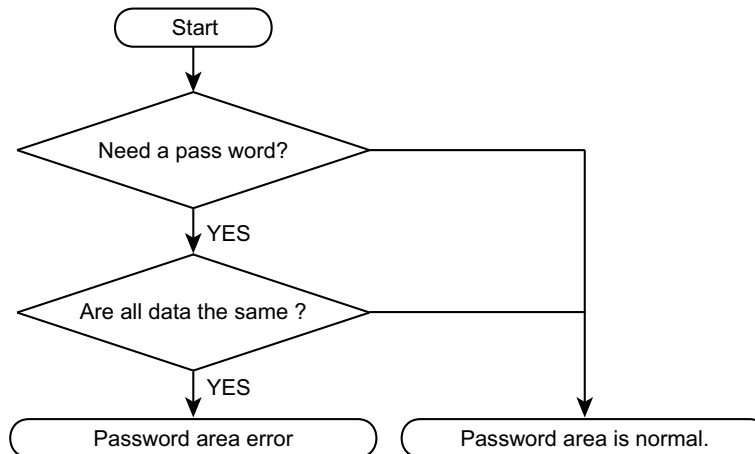 Start
Need a pass word?
YES
Are all data the same ?
YES
Password area error
Password area is normal.